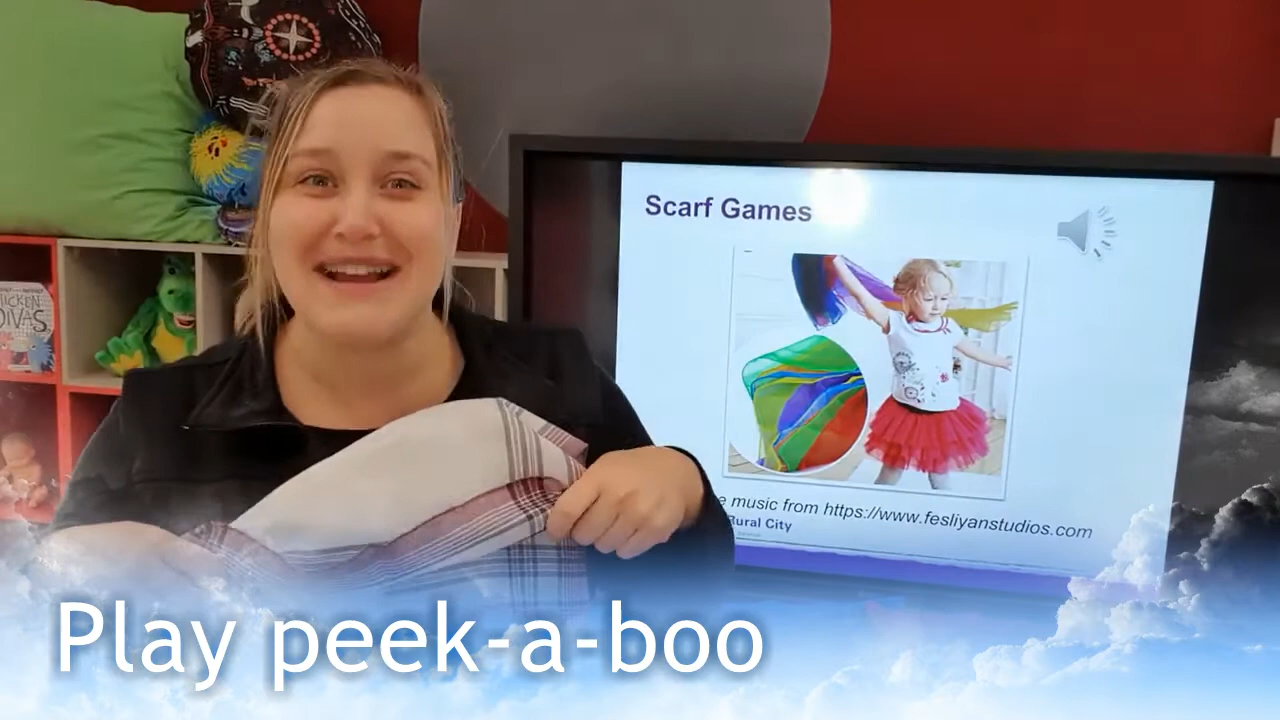 Scarf Games
CHICKEN
DIVAS
e music from https://www.fesliyanstudios.com
Rural City
Play peek-a-boo